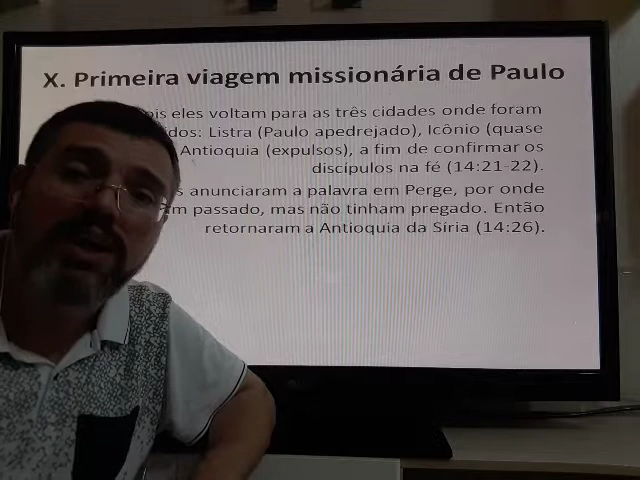 X. Primeira viagem missionária de Paulo
eles voltam para as três cidades onde foram
Listra (Paulo apedrejado), Icônio (quase
Antioquia (expulsos), a fim de confirmar os
discípulos na fé (14:21-22).
anunciaram a palavra em Perge, por onde
passado, mas não tinham pregado. Então
retornaram a Antioquia da Síria (14:26).